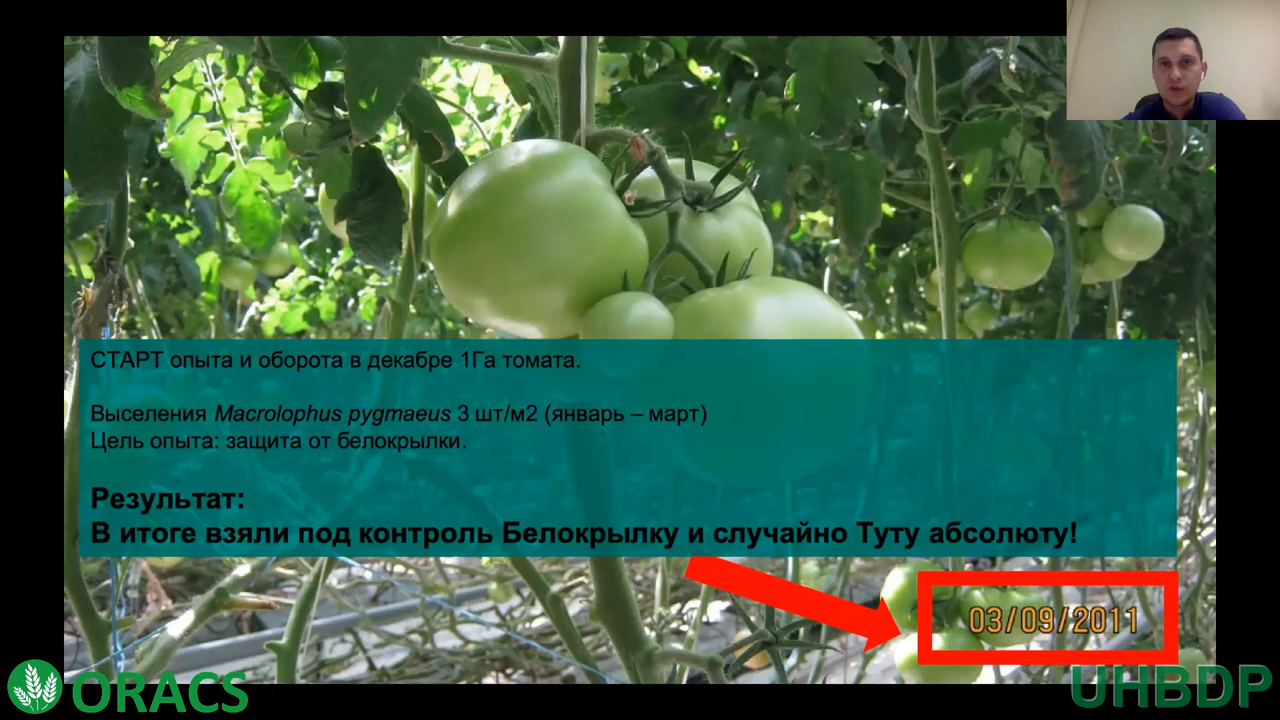 СТАРТ опыта и оборота в декабре 1Га томата.
Выселения Macrolophus pygmaeus 3 шт/м2 (январь – март)
Цель опыта: защита от белокрылки.
Результат:
В итоге взяли под контроль Белокрылку и случайно Туту абсолюту!
03/09/2011
ORACS
UHBDP